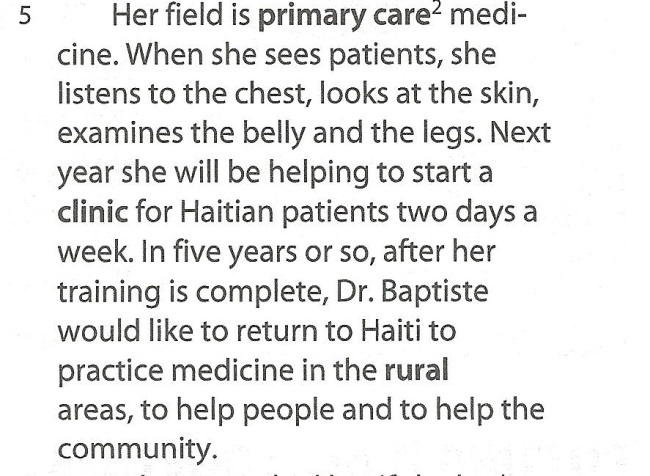 5 Her field is primary care² medi-
cine. When she sees patients, she
listens to the chest, looks at the skin,
examines the belly and the legs. Next
year she will be helping to start a
clinic for Haitian patients two days a
week. In five years or so, after her
training is complete, Dr. Baptiste
would like to return to Haiti to
practice medicine in the rural
areas, to help people and to help the
community.